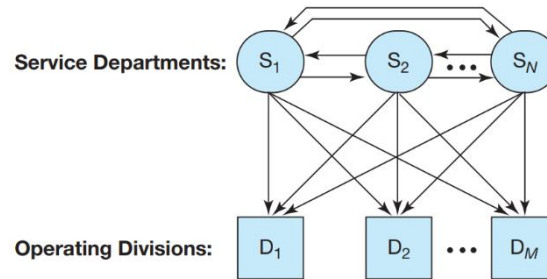 Service Departments: S1 S2 ••• SN
Operating Divisions: D1 D2 ••• DM